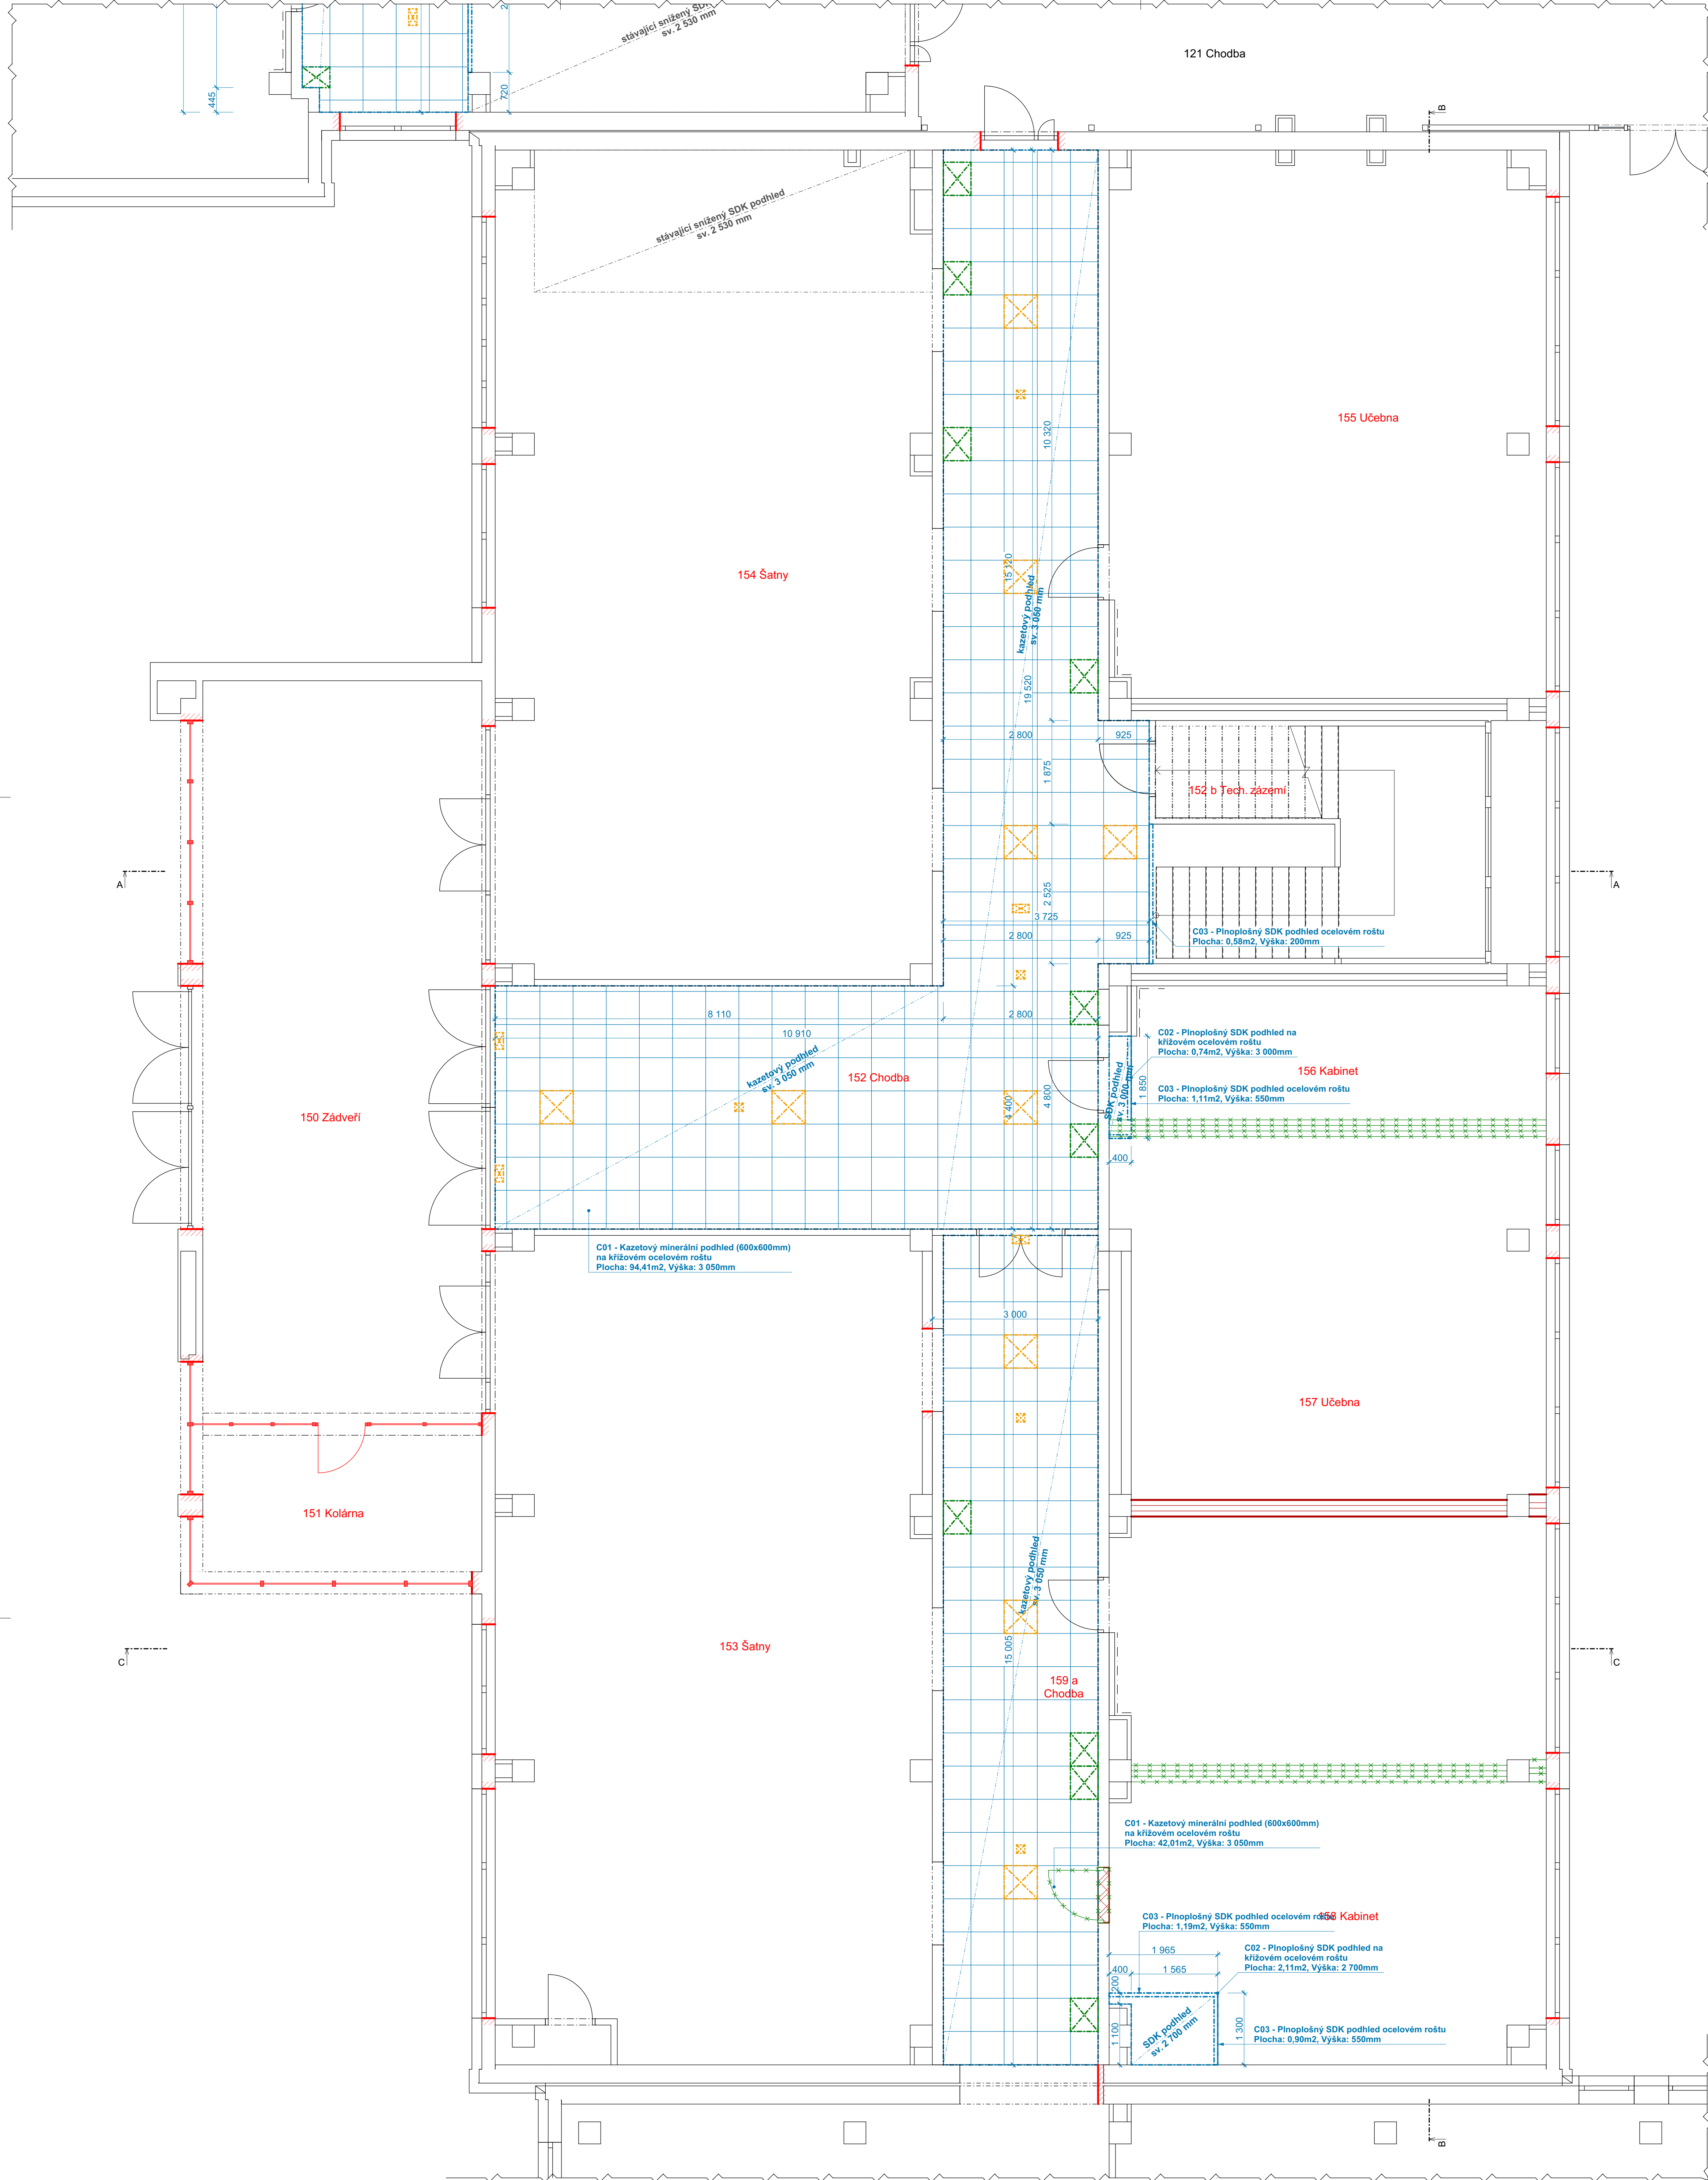 stávající snížený SDK
sv. 2 530 mm
121 Chodba
445
720
2
B
stávající snížený SDK podhled
sv. 2 530 mm
155 Učebna
10 320
154 Šatny
15 120
kazetový podhled
sv. 3 050 mm
19 520
2 800
925
1 875
152 b Tech. zázemí
A
A
2 525
3 725
2 800
925
C03 - Plnoplošný SDK podhled ocelovém roštu
Plocha: 0,58m2, Výška: 200mm
8 110
2 800
10 910
kazetový podhled
sv. 3 050 mm
152 Chodba
4 400
4 800
SDK podhled
sv. 3 000 mm
1 850
C02 - Plnoplošný SDK podhled na
křížovém ocelovém roštu
Plocha: 0,74m2, Výška: 3 000mm
156 Kabinet
C03 - Plnoplošný SDK podhled ocelovém roštu
Plocha: 1,11m2, Výška: 550mm
150 Zádveří
400
C01 - Kazetový minerální podhled (600x600mm)
na křížovém ocelovém roštu
Plocha: 94,41m2, Výška: 3 050mm
3 000
157 Učebna
151 Kolárna
kazetový podhled
sv. 3 050 mm
153 Šatny
15 005
C
C
159 a
Chodba
C01 - Kazetový minerální podhled (600x600mm)
na křížovém ocelovém roštu
Plocha: 42,01m2, Výška: 3 050mm
C03 - Plnoplošný SDK podhled ocelovém roštu
Plocha: 1,19m2, Výška: 550mm
158 Kabinet
1 965
C02 - Plnoplošný SDK podhled na
křížovém ocelovém roštu
Plocha: 2,11m2, Výška: 2 700mm
400
1 565
200
1 100
SDK podhled
sv. 2 700 mm
1 300
C03 - Plnoplošný SDK podhled ocelovém roštu
Plocha: 0,90m2, Výška: 550mm
B